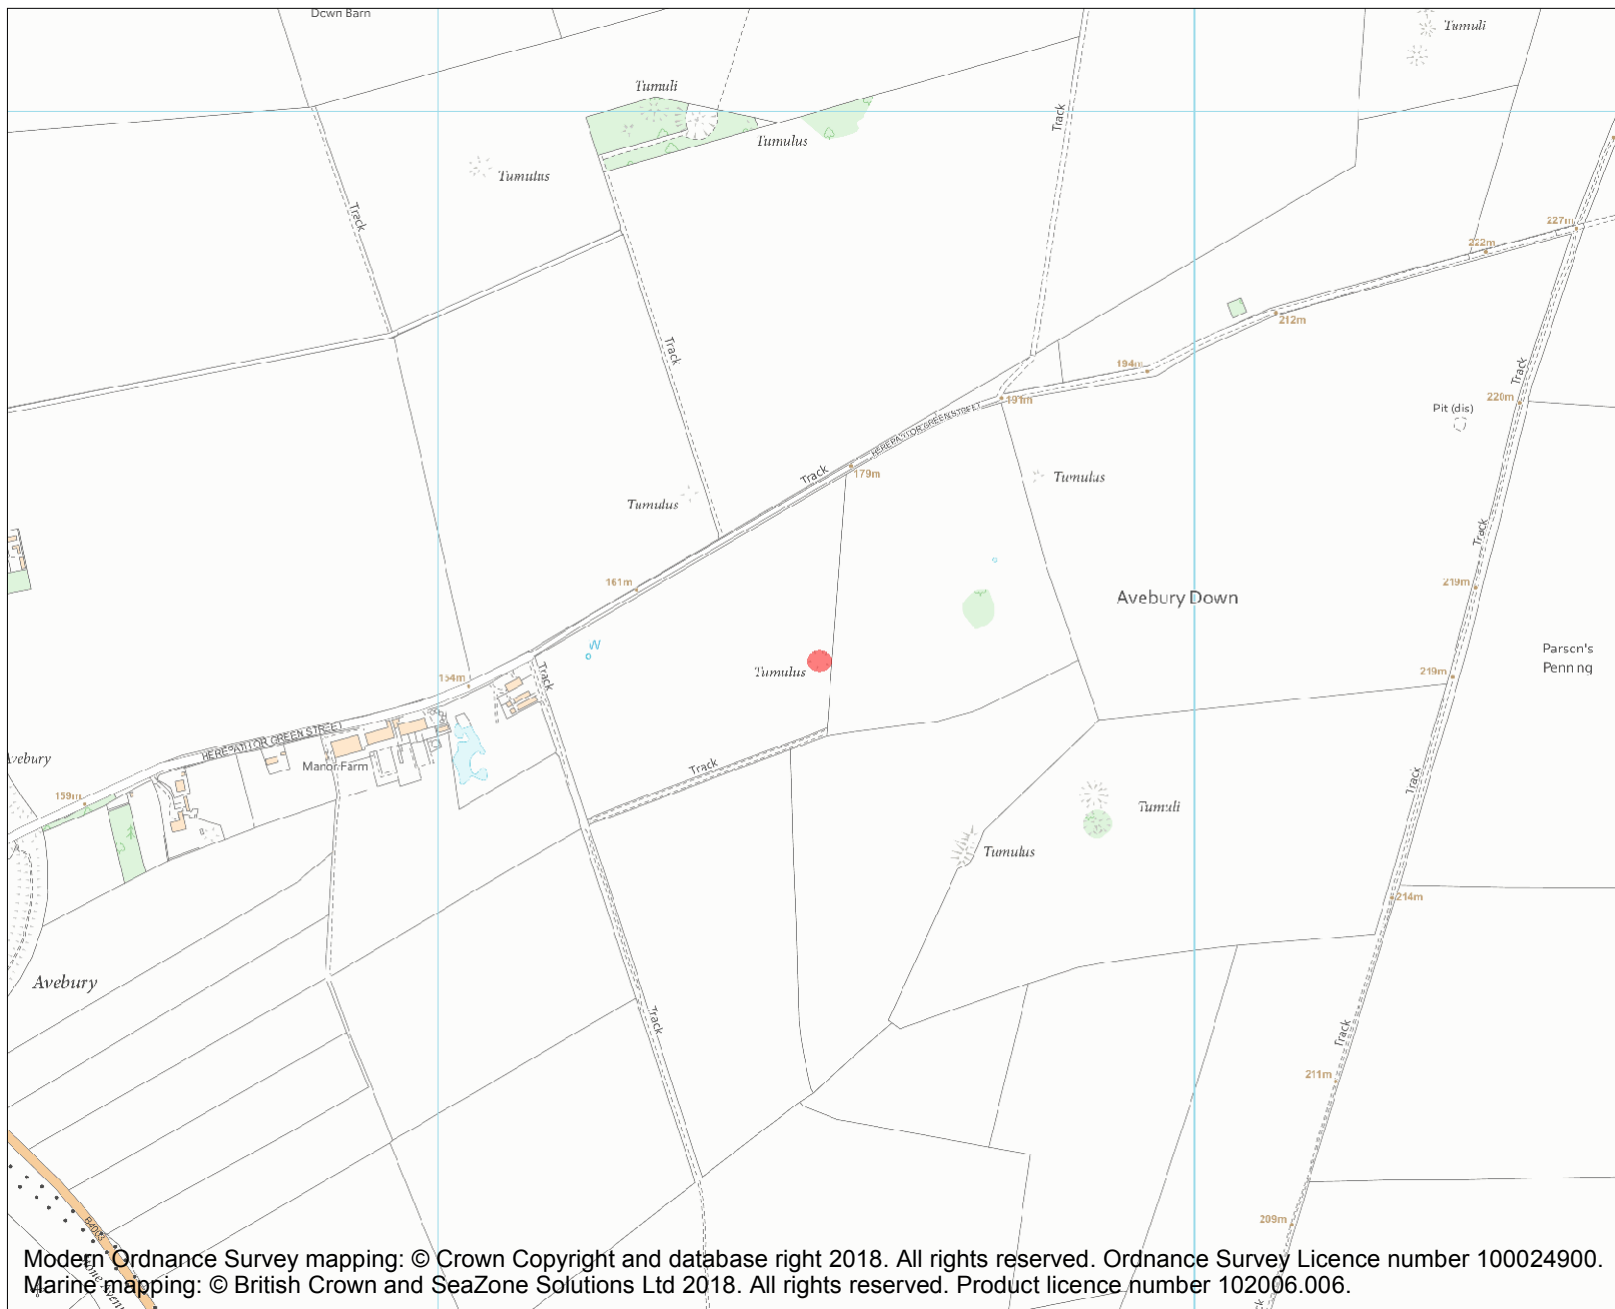 Down Barn
Tumuli
Tumuli
Track
Tumulus
Tumulus
Track
227m
222m
212m
Track
194m
191m
Track
220m
Pit (dis)
HEREPATH OR GREEN STREET
Track
179m
Tumulus
Tumulus
Track
161m
219m
Avebury Down
W
Parson's
Penning
Tumulus
Track
154m
219m
HEREPATH OR GREEN STREET
Manor Farm
Avebury
Track
Track
159m
Tumuli
Tumulus
214m
Avebury
Track
Track
211m
209m
B4003
Modern Ordnance Survey mapping: © Crown Copyright and database right 2018. All rights reserved. Ordnance Survey Licence number 100024900.
Marine mapping: © British Crown and SeaZone Solutions Ltd 2018. All rights reserved. Product licence number 102006.006.